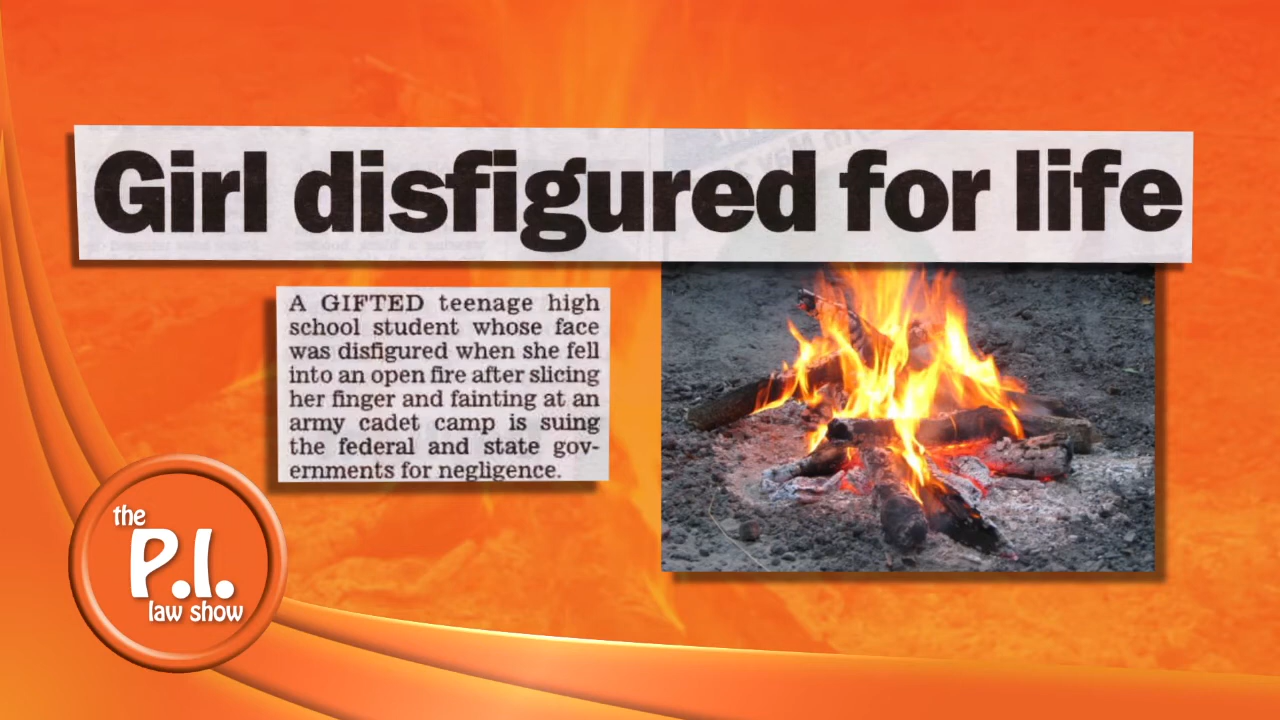 Girl disfigured for life
A GIFTED teenage high
school student whose face
was disfigured when she fell
into an open fire after slicing
her finger and fainting at an
army cadet camp is suing
the federal and state gov-
ernments for negligence.
the
P.I.
law show